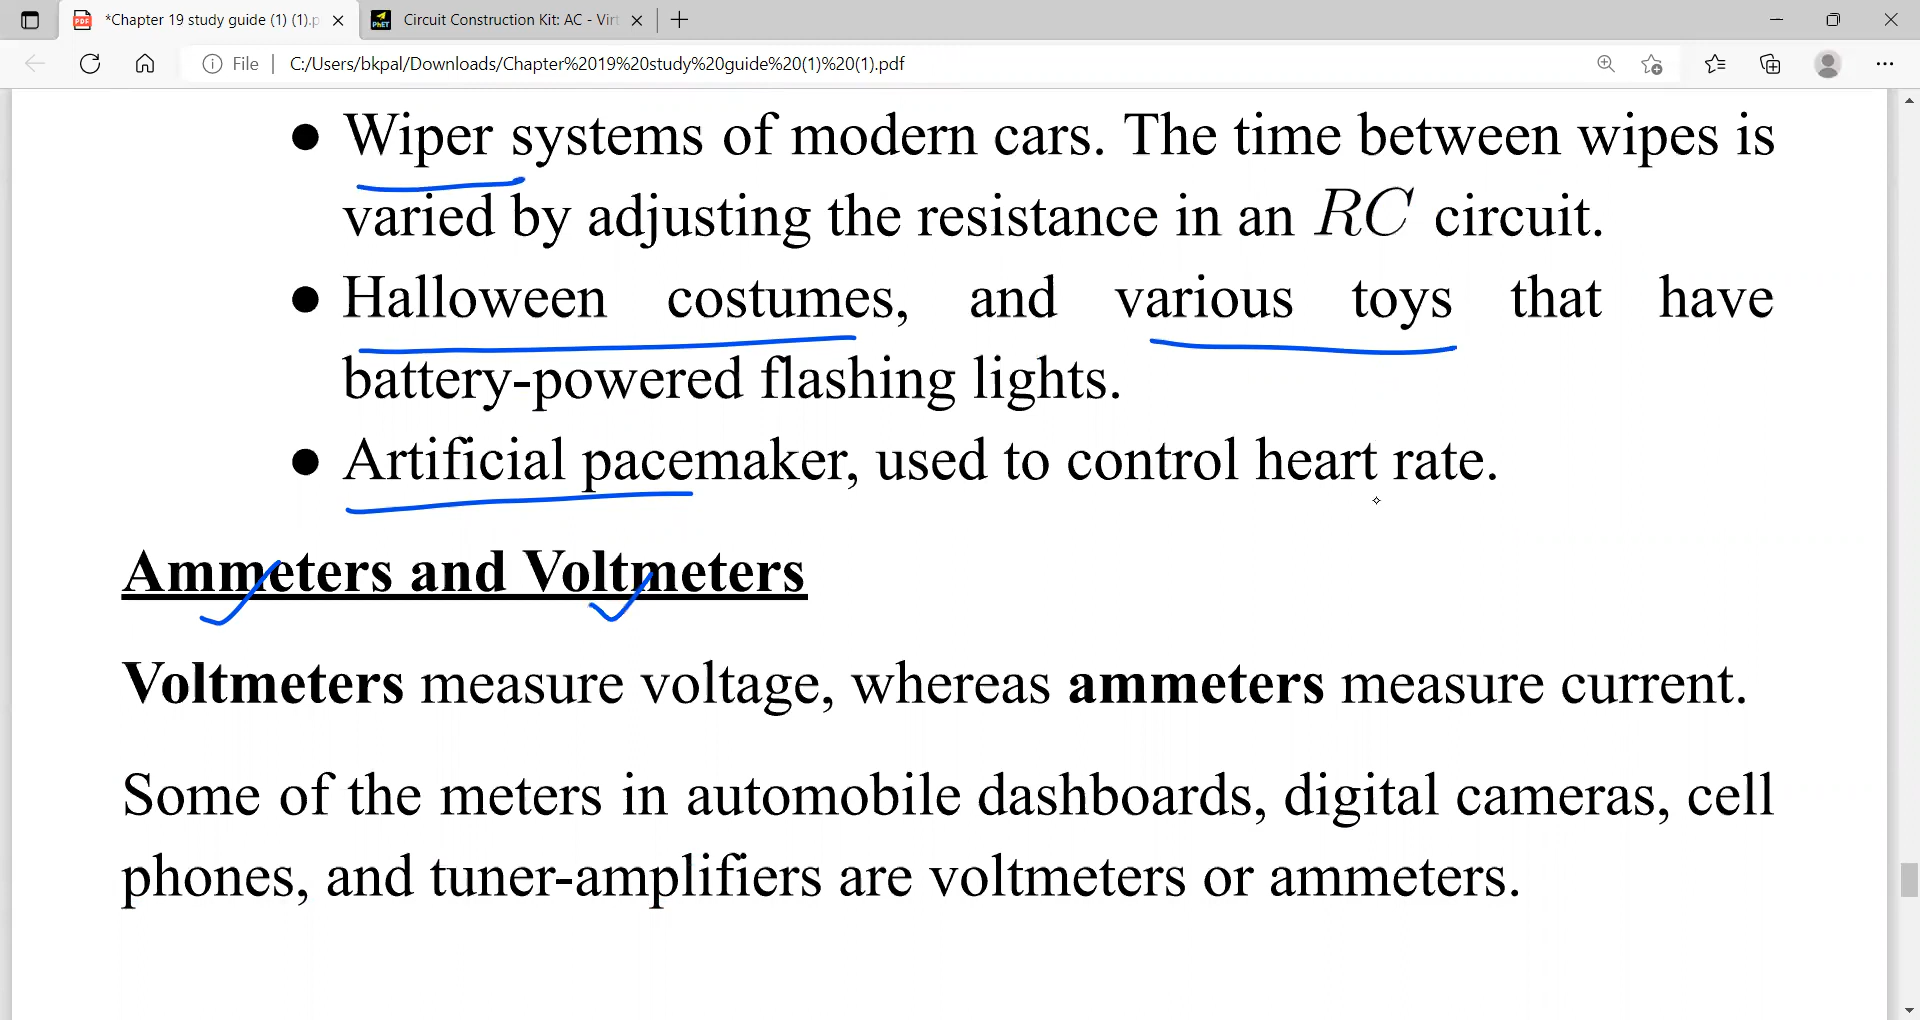 *Chapter 19 study guide (1) (1).p
Circuit Construction Kit: AC - Virt
File
C:/Users/bkpal/Downloads/Chapter%2019%20study%20guide%20(1)%20(1).pdf
● Wiper systems of modern cars. The time between wipes is
varied by adjusting the resistance in an RC circuit.
● Halloween costumes, and various toys that have
battery-powered flashing lights.
● Artificial pacemaker, used to control heart rate.
Ammeters and Voltmeters
Voltmeters measure voltage, whereas ammeters measure current.
Some of the meters in automobile dashboards, digital cameras, cell
phones, and tuner-amplifiers are voltmeters or ammeters.